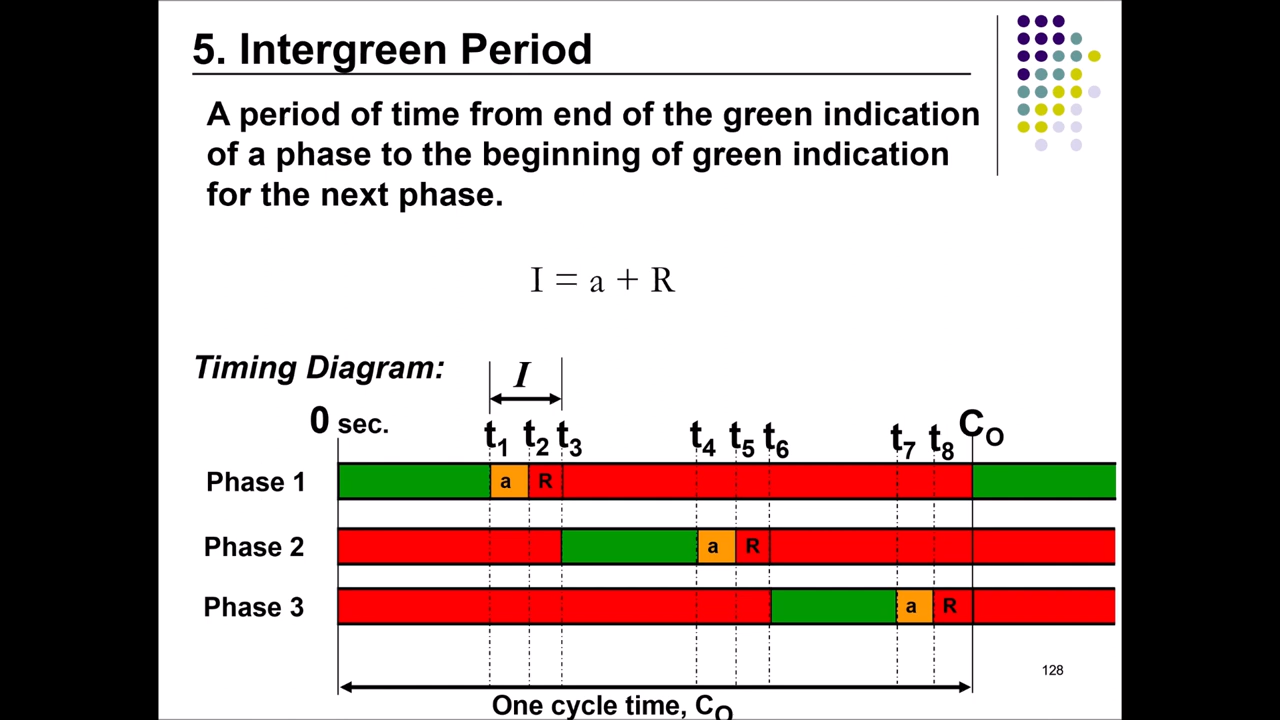 5. Intergreen Period
A period of time from end of the green indication
of a phase to the beginning of green indication
for the next phase.
I = a + R
Timing Diagram:
I
0 sec.
t1 t2 t3 t4 t5 t6 t7 t8 CO
Phase 1 a R
Phase 2 a R
Phase 3 a R
128
One cycle time, CO